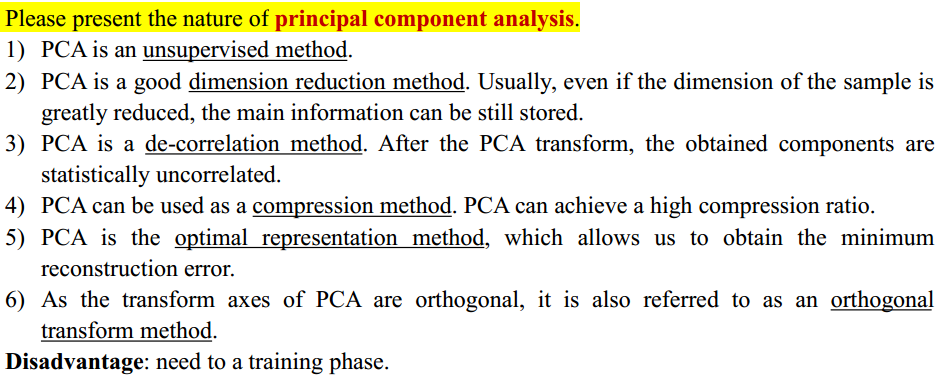 Please present the nature of principal component analysis.
1) PCA is an unsupervised method.
2) PCA is a good dimension reduction method. Usually, even if the dimension of the sample is
greatly reduced, the main information can be still stored.
3) PCA is a de-correlation method. After the PCA transform, the obtained components are
statistically uncorrelated.
4) PCA can be used as a compression method. PCA can achieve a high compression ratio.
5) PCA is the optimal representation method, which allows us to obtain the minimum
reconstruction error.
6) As the transform axes of PCA are orthogonal, it is also referred to as an orthogonal
transform method.
Disadvantage: need to a training phase.